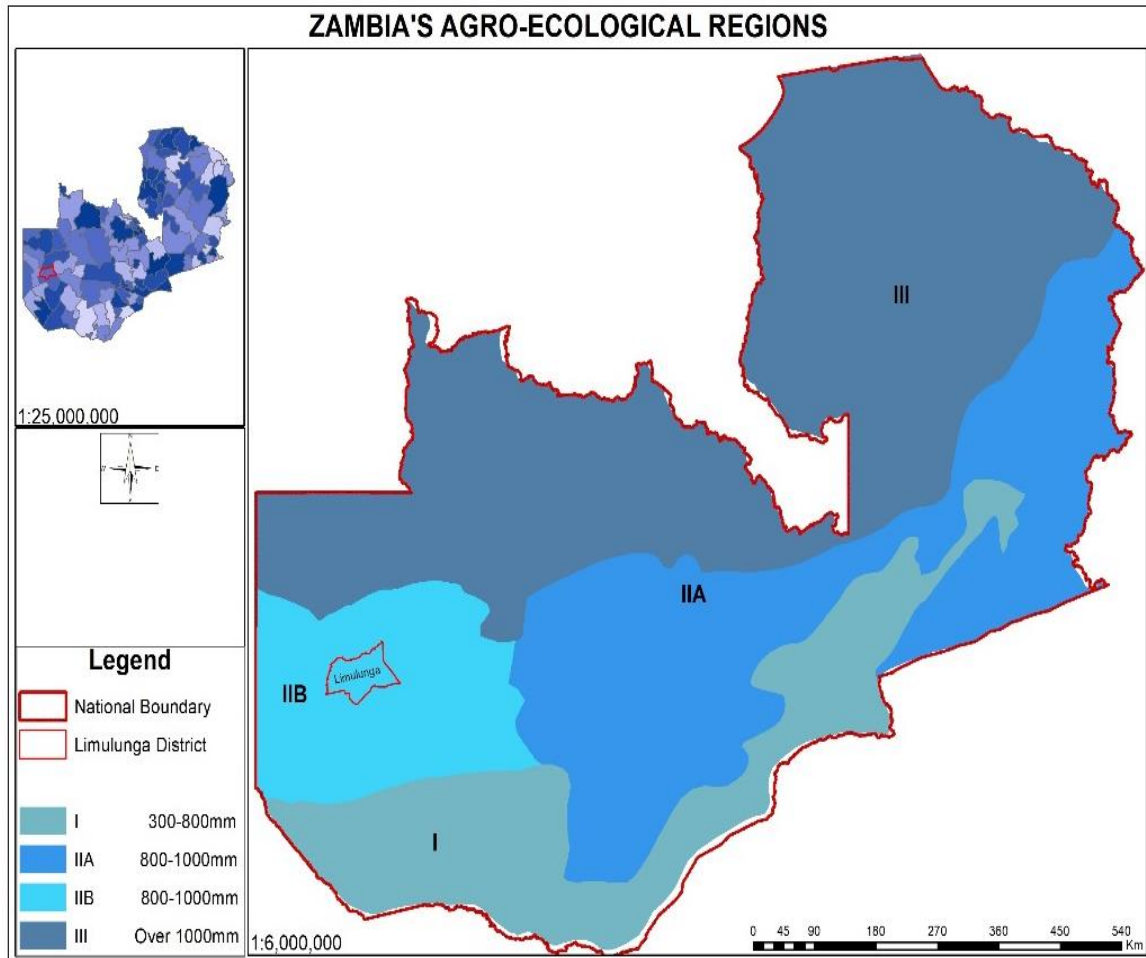 ZAMBIA'S AGRO-ECOLOGICAL REGIONS
1:25,000,000
Legend
National Boundary
Limulunga District
I 300-800mm
IIA 800-1000mm
IIB 800-1000mm
III Over 1000mm
III
IIA
IIB
Limulunga
I
1:6,000,000
0 45 90 180 270 360 450 540
Km